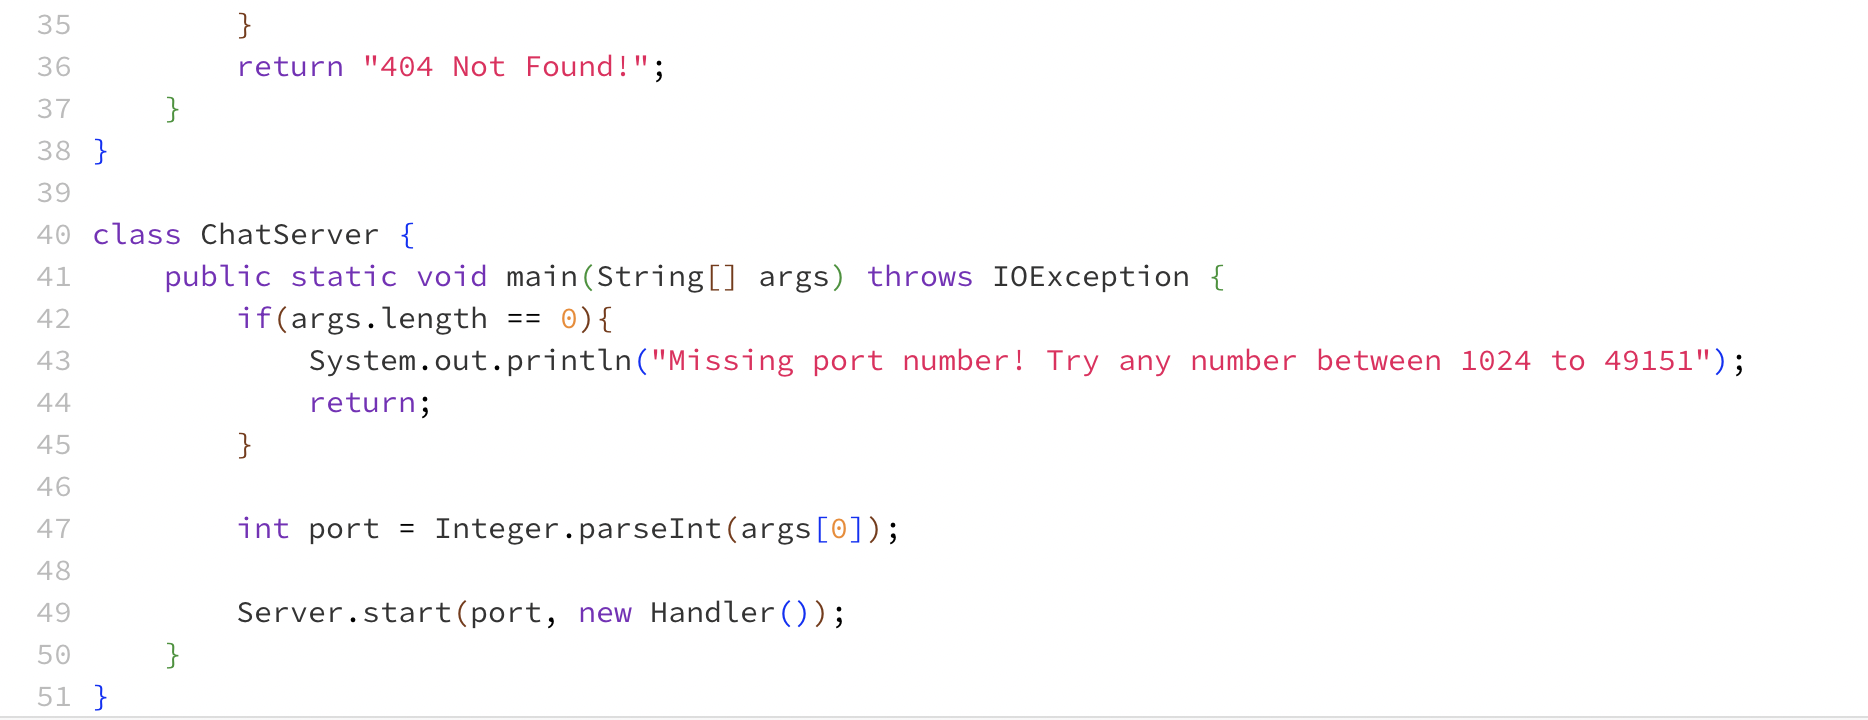 35         }
36         return "404 Not Found!";
37     }
38 }
39
40 class ChatServer {
41     public static void main(String[] args) throws IOException {
42         if(args.length == 0){
43             System.out.println("Missing port number! Try any number between 1024 to 49151");
44             return;
45         }
46
47         int port = Integer.parseInt(args[0]);
48
49         Server.start(port, new Handler());
50     }
51 }